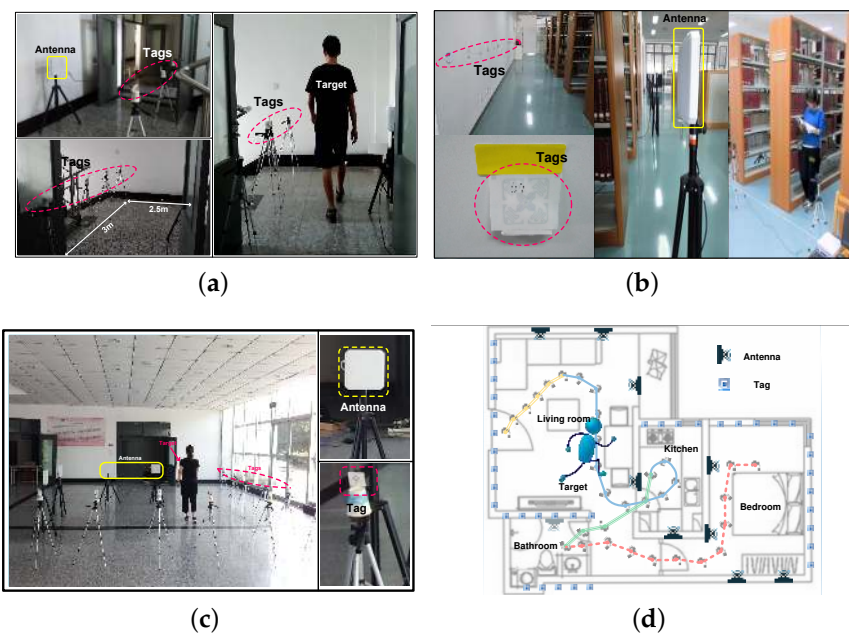 Antenna
Tags
Target
Tags
Tags
2.5m
3m
(a)
Antenna
Tags
Tags
(b)
Antenna
Target
Tags
Antenna
Tag
(c)
Antenna
Tag
Living room
Kitchen
Target
Bedroom
Bathroom
(d)